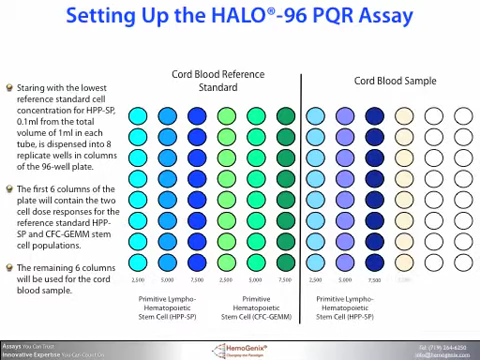 Setting Up the HALO®-96 PQR Assay
Staring with the lowest
reference standard cell
concentration for HPP-SP,
0.1ml from the total
volume of 1ml in each
tube, is dispensed into 8
replicate wells in columns
of the 96-well plate.
The first 6 columns of the
plate will contain the two
cell dose responses for the
reference standard HPP-
SP and CFC-GEMM stem
cell populations.
The remaining 6 columns
will be used for the cord
blood sample.
Cord Blood Reference
Standard
Cord Blood Sample
2,500 5,000 7,500 2,500 5,000 7,500 2,500 5,000 7,500
Primitive Lympho-
Hematopoietic
Stem Cell (HPP-SP)
Primitive
Hematopoietic
Stem Cell (CFC-GEMM)
Primitive Lympho-
Hematopoietic
Stem Cell (HPP-SP)
Assays You Can Trust
Innovative Expertise You Can Count On
HemoGenix®
Changing the Paradigm
Tel: (719) 264-6250
info@hemogenix.com